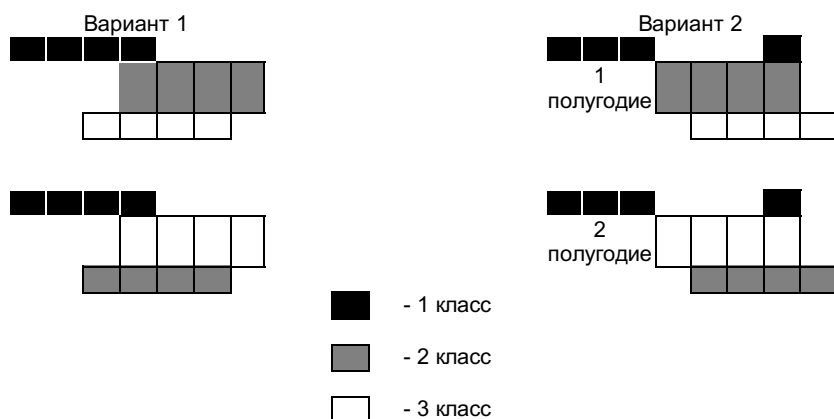 Вариант 1
Вариант 2
1
полугодие
2
полугодие
- 1 класс
- 2 класс
- 3 класс